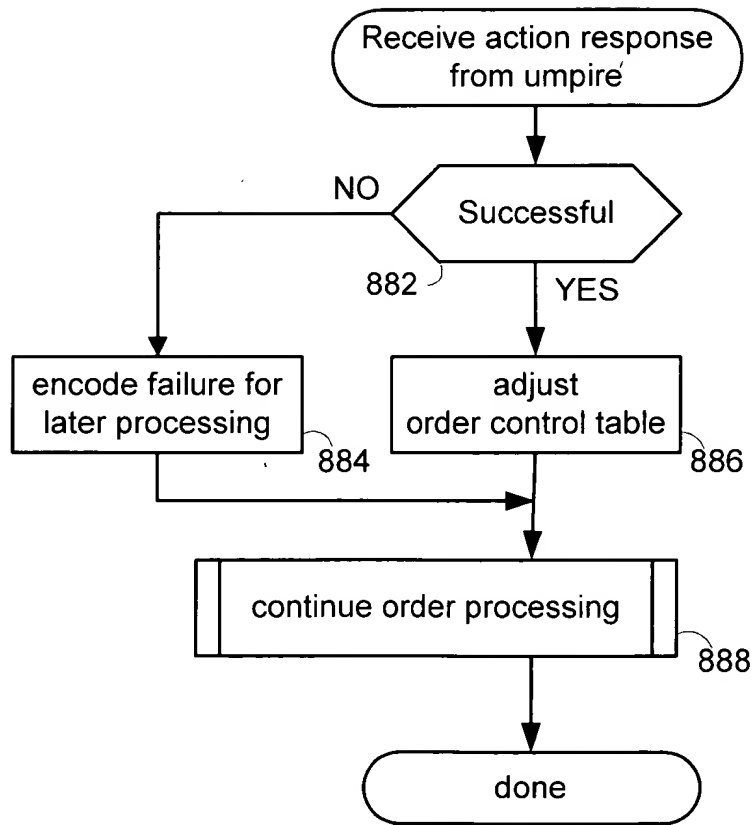 Receive action response
from umpire
NO
Successful
882
YES
encode failure for
later processing
884
adjust
order control table
886
continue order processing
888
done